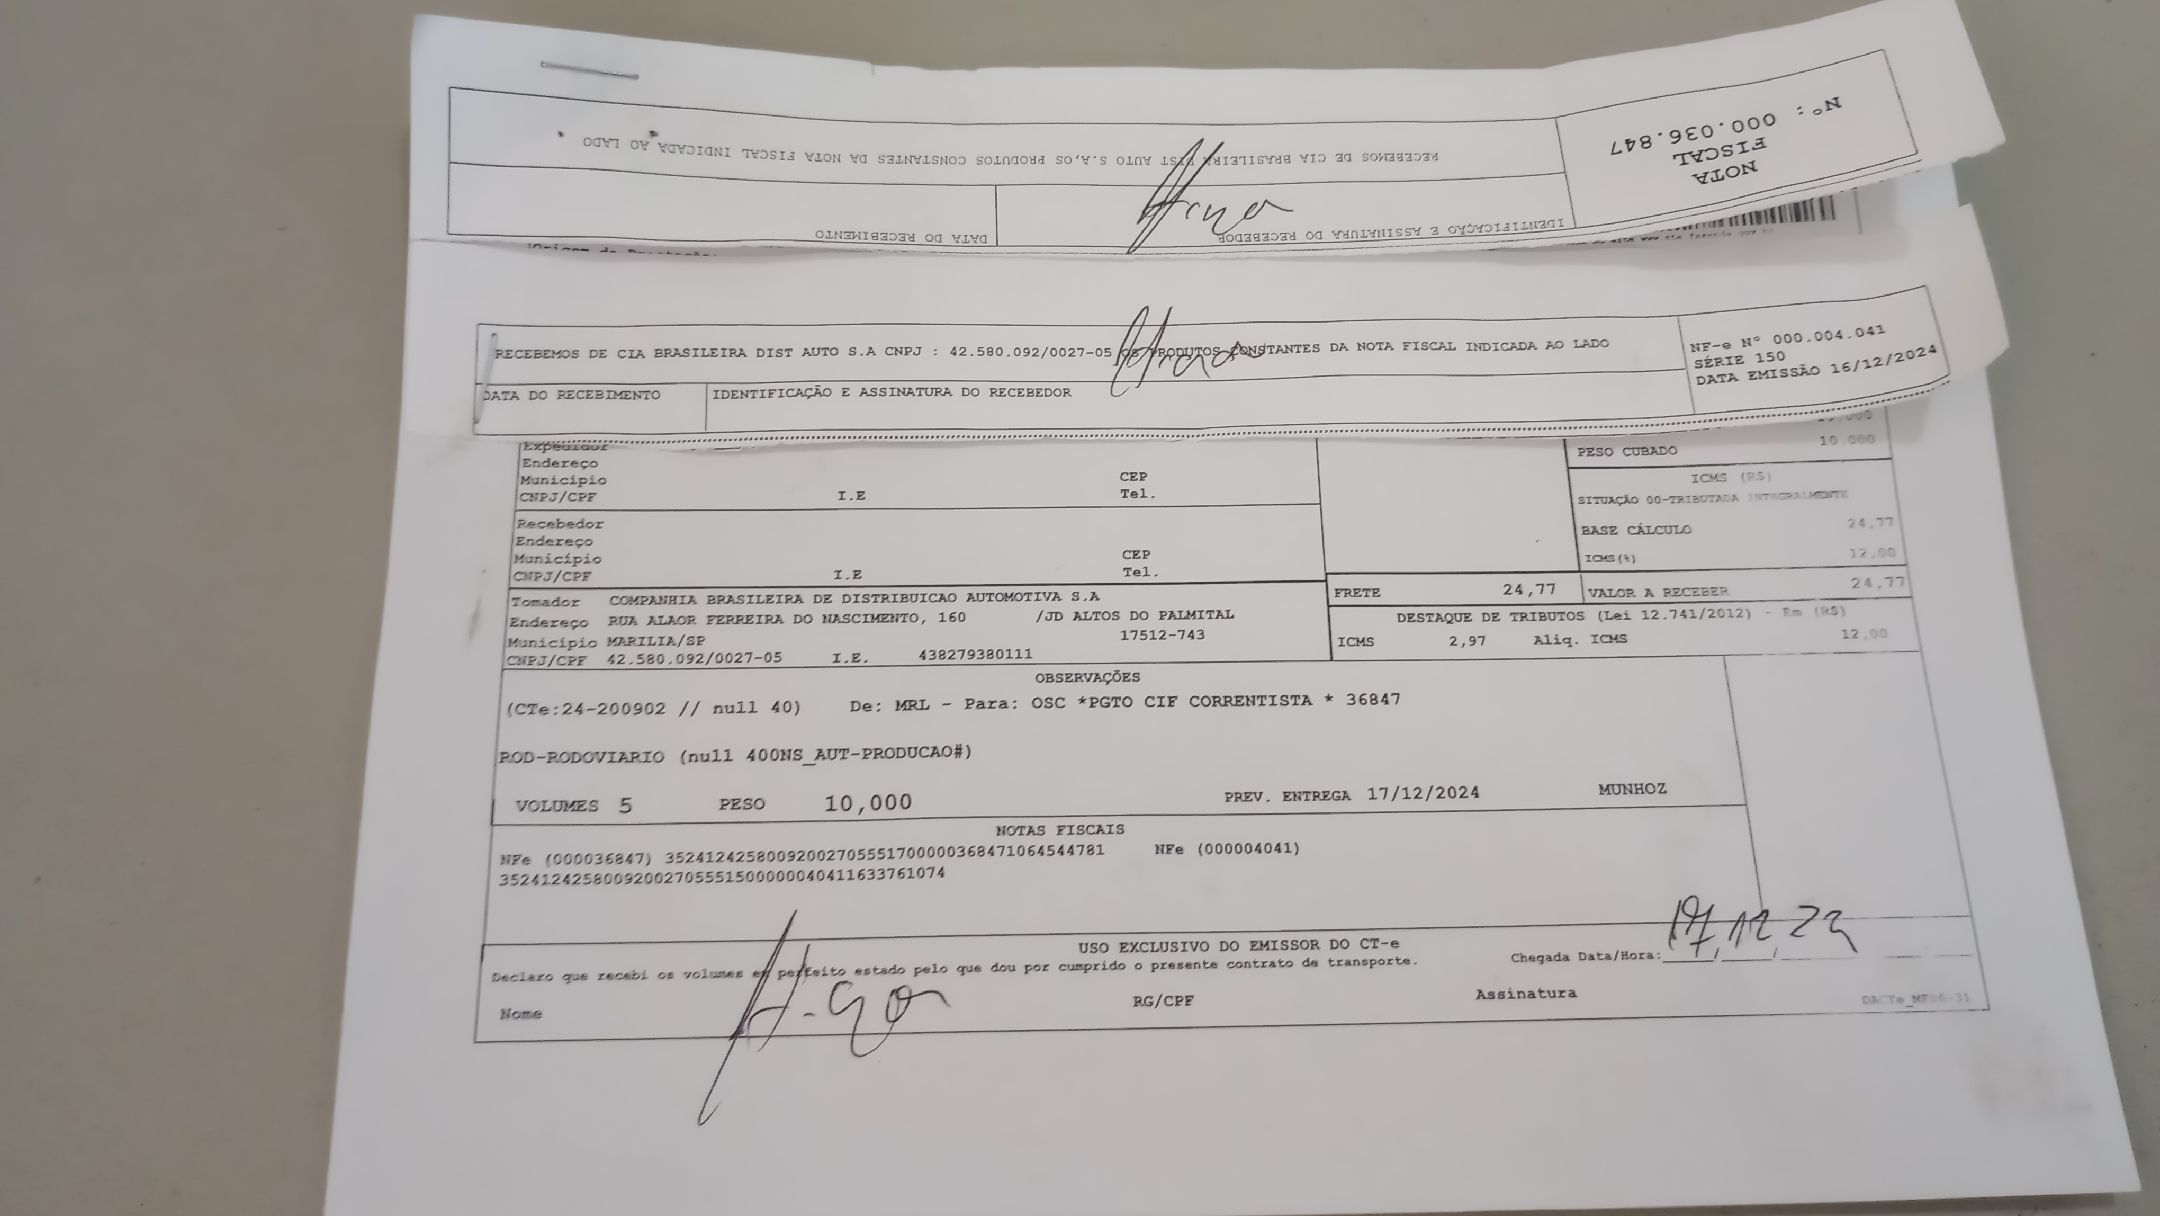 NOTA
FISCAL
Nº: 000.036.847
RECEBEMOS DE CIA BRASILEIRA DIST AUTO S.A, OS PRODUTOS CONSTANTES DA NOTA FISCAL INDICADA AO LADO
DATA DO RECEBIMENTO IDENTIFICAÇÃO E ASSINATURA DO RECEBEDOR
RECEBEMOS DE CIA BRASILEIRA DIST AUTO S.A CNPJ : 42.580.092/0027-05 OS PRODUTOS CONSTANTES DA NOTA FISCAL INDICADA AO LADO
NF-e Nº 000.004.041
SÉRIE 150
DATA EMISSÃO 16/12/2024
DATA DO RECEBIMENTO IDENTIFICAÇÃO E ASSINATURA DO RECEBEDOR
Expedidor
Endereço
Município CEP
CNPJ/CPF I.E Tel.
PESO CUBADO 10.000
ICMS (R$)
SITUAÇÃO 00-TRIBUTADA INTEGRALMENTE
BASE CÁLCULO 24,77
ICMS(%) 12,00
Recebedor
Endereço
Município CEP
CNPJ/CPF I.E Tel.
FRETE 24,77 VALOR A RECEBER 24,77
Tomador COMPANHIA BRASILEIRA DE DISTRIBUICAO AUTOMOTIVA S.A
Endereço RUA ALAOR FERREIRA DO NASCIMENTO, 160 /JD ALTOS DO PALMITAL
Município MARILIA/SP 17512-743
CNPJ/CPF 42.580.092/0027-05 I.E. 438279380111
DESTAQUE DE TRIBUTOS (Lei 12.741/2012) - Em (R$)
ICMS 2,97 Aliq. ICMS 12,00
OBSERVAÇÕES
(CTe:24-200902 // null 40) De: MRL - Para: OSC *PGTO CIF CORRENTISTA * 36847
ROD-RODOVIARIO (null 400NS_AUT-PRODUCAO#)
VOLUMES 5 PESO 10,000 PREV. ENTREGA 17/12/2024 MUNHOZ
NOTAS FISCAIS
NFe (000036847) 35241242580092002705551700000368471064544781 NFe (000004041)
35241242580092002705551500000040411633761074
USO EXCLUSIVO DO EMISSOR DO CT-e
Declaro que recebi os volumes em perfeito estado pelo que dou por cumprido o presente contrato de transporte.
Chegada Data/Hora: 17/12/24
Nome RG/CPF Assinatura
DACTe_MF06-31